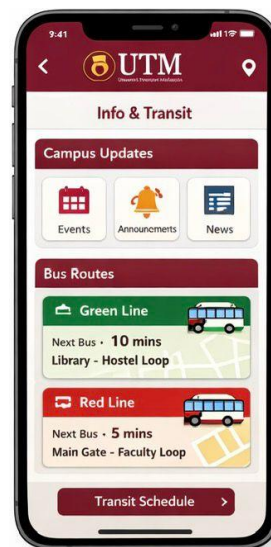 9:41
UTM
Info & Transit
Campus Updates
Events
Announcements
News
Bus Routes
Green Line
Next Bus · 10 mins
Library - Hostel Loop
Red Line
Next Bus · 5 mins
Main Gate - Faculty Loop
Transit Schedule >